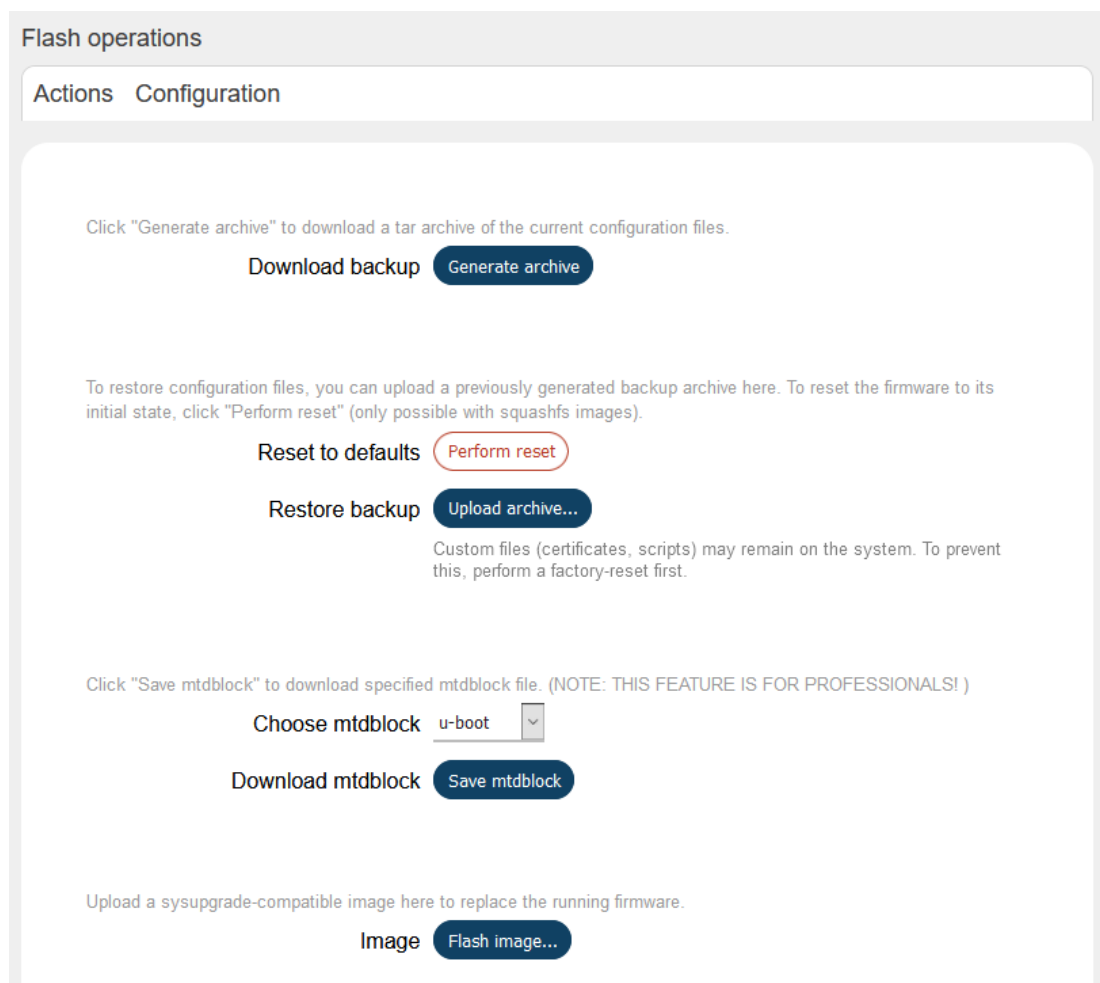 Flash operations
Actions Configuration
Click "Generate archive" to download a tar archive of the current configuration files.
Download backup Generate archive
To restore configuration files, you can upload a previously generated backup archive here. To reset the firmware to its
initial state, click "Perform reset" (only possible with squashfs images).
Reset to defaults Perform reset
Restore backup Upload archive...
Custom files (certificates, scripts) may remain on the system. To prevent
this, perform a factory-reset first.
Click "Save mtdblock" to download specified mtdblock file. (NOTE: THIS FEATURE IS FOR PROFESSIONALS! )
Choose mtdblock u-boot
Download mtdblock Save mtdblock
Upload a sysupgrade-compatible image here to replace the running firmware.
Image Flash image...